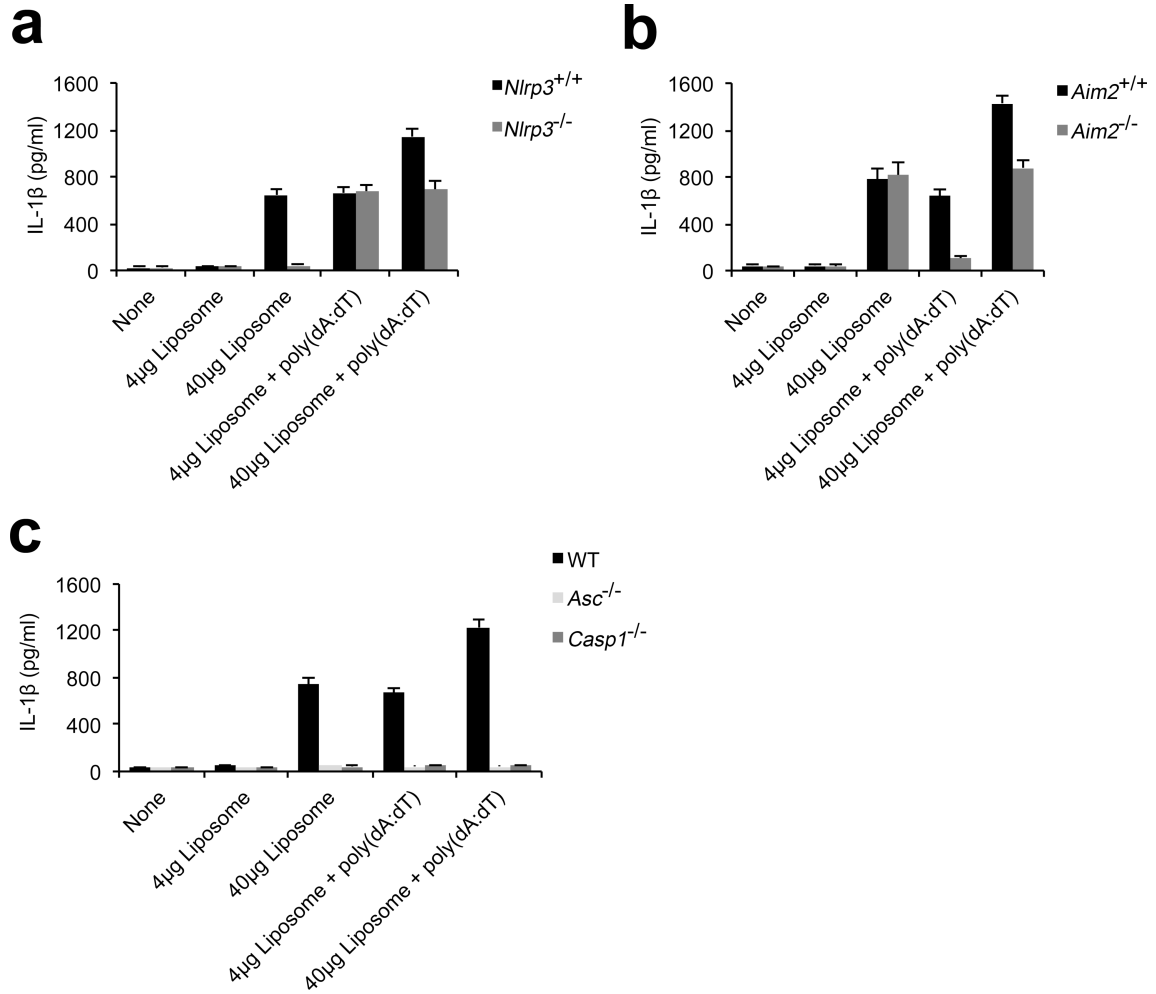 a
IL-1β (pg/ml)
1600
1200
800
400
0
Nlrp3+/+
Nlrp3-/-
None
4µg Liposome
40µg Liposome
4µg Liposome + poly(dA:dT)
40µg Liposome + poly(dA:dT)
b
IL-1β (pg/ml)
1600
1200
800
400
0
Aim2+/+
Aim2-/-
None
4µg Liposome
40µg Liposome
4µg Liposome + poly(dA:dT)
40µg Liposome + poly(dA:dT)
c
IL-1β (pg/ml)
1600
1200
800
400
0
WT
Asc-/-
Casp1-/-
None
4µg Liposome
40µg Liposome
4µg Liposome + poly(dA:dT)
40µg Liposome + poly(dA:dT)